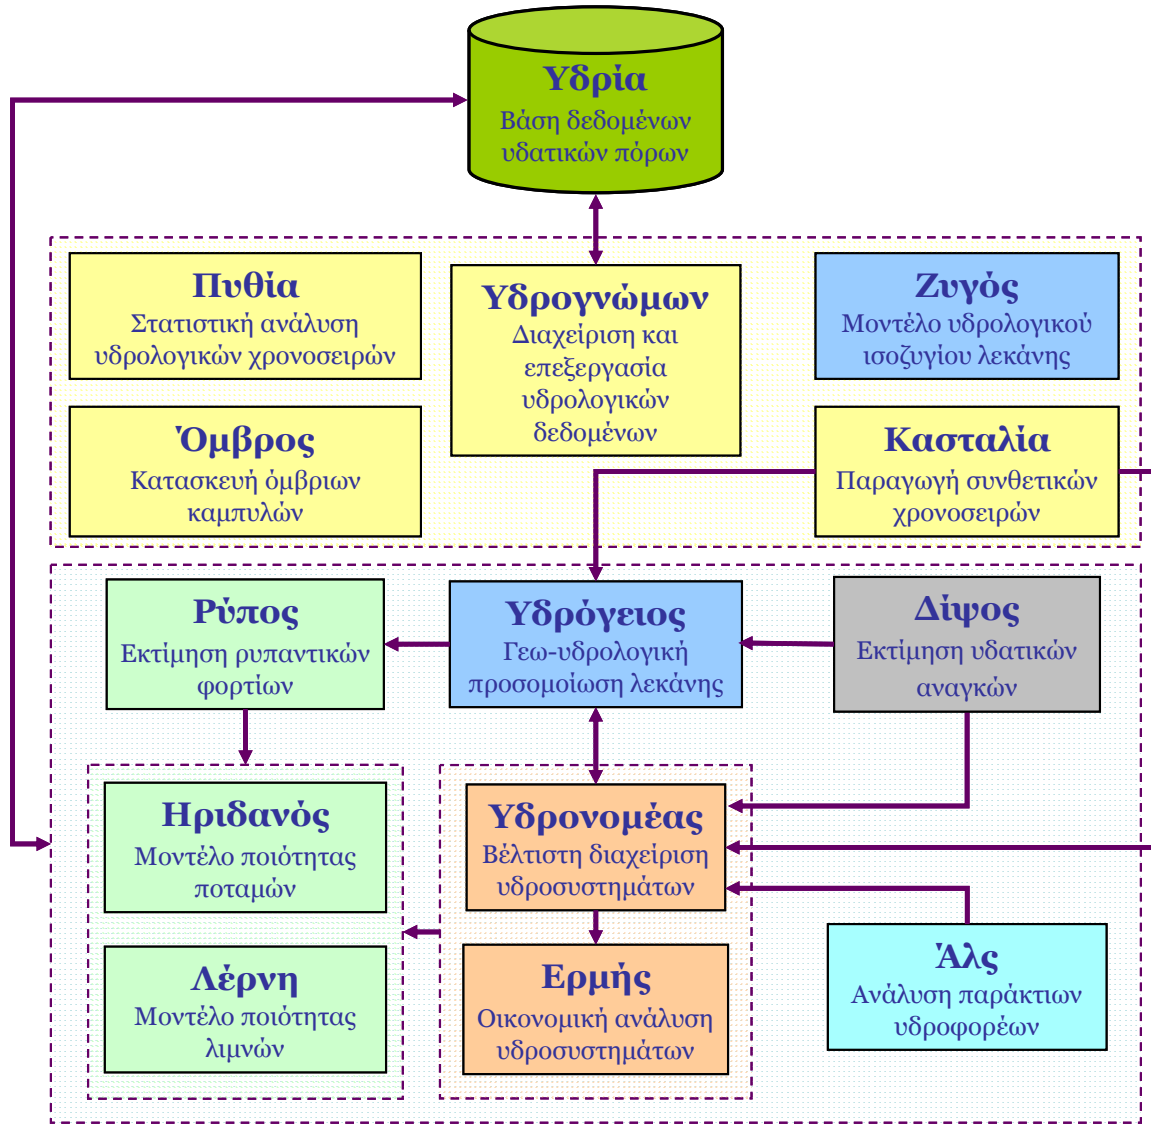 Υδρία
Βάση δεδομένων
υδατικών πόρων
Πυθία
Στατιστική ανάλυση
υδρολογικών χρονοσειρών
Υδρογνώμων
Διαχείριση και
επεξεργασία
υδρολογικών
δεδομένων
Ζυγός
Μοντέλο υδρολογικού
ισοζυγίου λεκάνης
Όμβρος
Κατασκευή όμβριων
καμπυλών
Κασταλία
Παραγωγή συνθετικών
χρονοσειρών
Ρύπος
Εκτίμηση ρυπαντικών
φορτίων
Υδρόγειος
Γεω-υδρολογική
προσομοίωση λεκάνης
Δίψος
Εκτίμηση υδατικών
αναγκών
Ηριδανός
Μοντέλο ποιότητας
ποταμών
Υδρονομέας
Βέλτιστη διαχείριση
υδροσυστημάτων
Λέρνη
Μοντέλο ποιότητας
λιμνών
Ερμής
Οικονομική ανάλυση
υδροσυστημάτων
Άλς
Ανάλυση παράκτιων
υδροφορέων